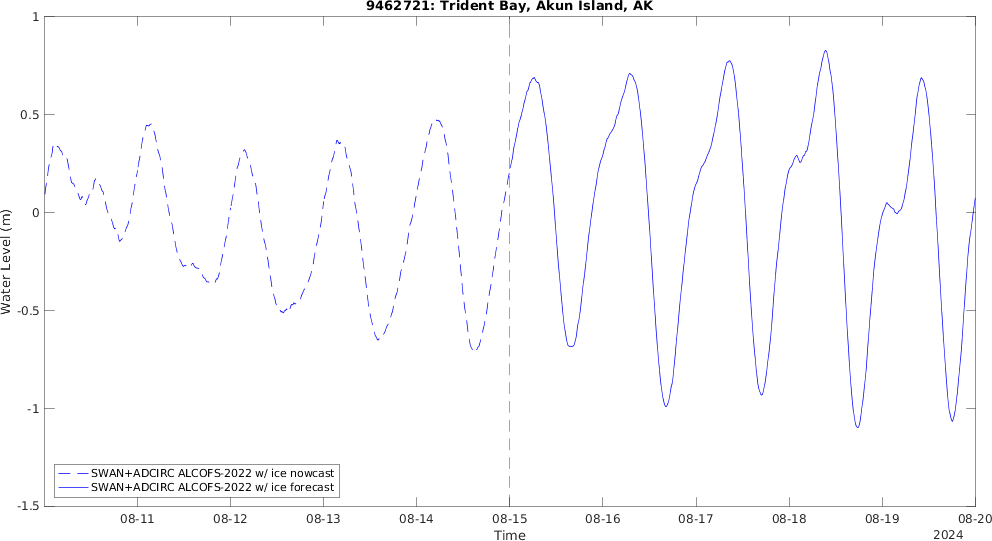 9462721: Trident Bay, Akun Island, AK
1
0.5
0
-0.5
-1
-1.5
Water Level (m)
SWAN+ADCIRC ALCOFS-2022 w/ ice nowcast
SWAN+ADCIRC ALCOFS-2022 w/ ice forecast
08-11 08-12 08-13 08-14 08-15 08-16 08-17 08-18 08-19 08-20
Time
2024